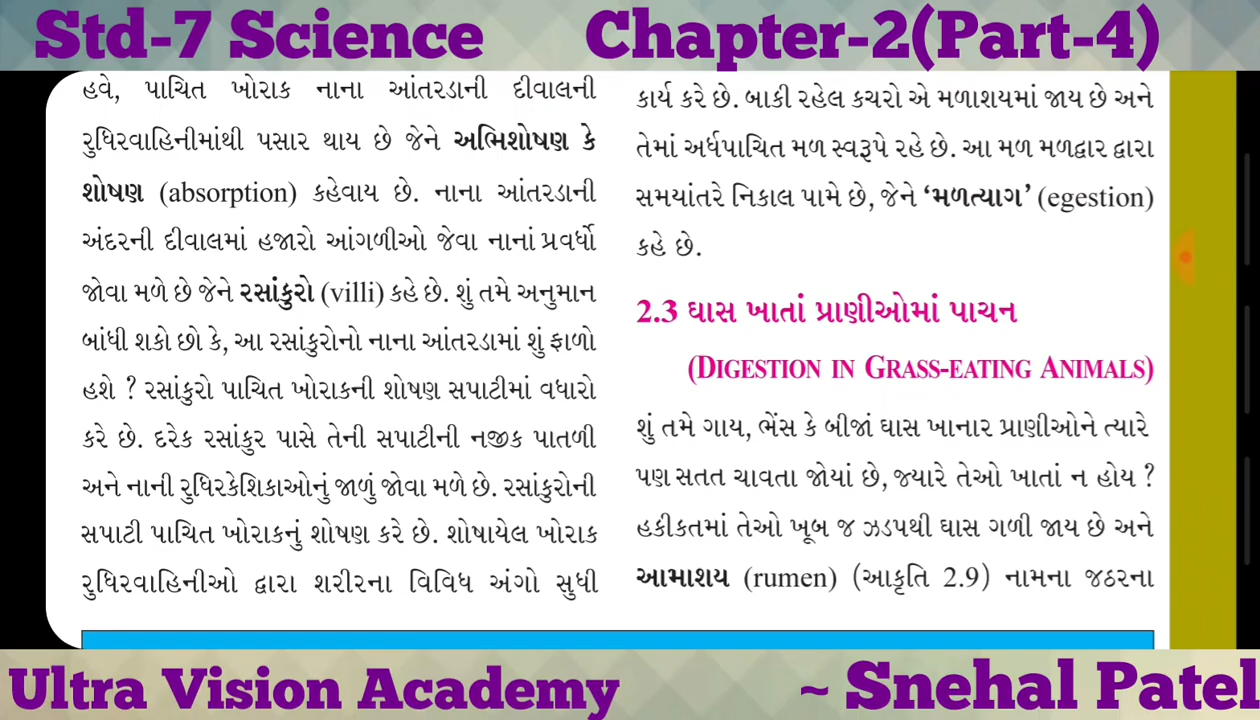 Std-7 Science Chapter-2(Part-4)
હવે, પાચિત ખોરાક નાના આંતરડાની દીવાલની
રુધિરવાહિનીમાંથી પસાર થાય છે જેને અભિશોષણ કે
શોષણ (absorption) કહેવાય છે. નાના આંતરડાની
અંદરની દીવાલમાં હજારો આંગળીઓ જેવા નાનાં પ્રવર્ધો
જોવા મળે છે જેને રસાંકુરો (villi) કહે છે. શું તમે અનુમાન
બાંધી શકો છો કે, આ રસાંકુરોનો નાના આંતરડામાં શું ફાળો
હશે ? રસાંકુરો પાચિત ખોરાકની શોષણ સપાટીમાં વધારો
કરે છે. દરેક રસાંકુર પાસે તેની સપાટીની નજીક પાતળી
અને નાની રુધિરકેશિકાઓનું જાળું જોવા મળે છે. રસાંકુરોની
સપાટી પાચિત ખોરાકનું શોષણ કરે છે. શોષાયેલ ખોરાક
રુધિરવાહિનીઓ દ્વારા શરીરના વિવિધ અંગો સુધી
કાર્ય કરે છે. બાકી રહેલ કચરો એ મળાશયમાં જાય છે અને
તેમાં અર્ધપાચિત મળ સ્વરૂપે રહે છે. આ મળ મળદ્વાર દ્વારા
સમયાંતરે નિકાલ પામે છે, જેને ‘મળત્યાગ’ (egestion)
કહે છે.
2.3 ઘાસ ખાતાં પ્રાણીઓમાં પાચન
(DIGESTION IN GRASS-EATING ANIMALS)
શું તમે ગાય, ભેંસ કે બીજાં ઘાસ ખાનાર પ્રાણીઓને ત્યારે
પણ સતત ચાવતા જોયાં છે, જ્યારે તેઓ ખાતાં ન હોય ?
હકીકતમાં તેઓ ખૂબ જ ઝડપથી ઘાસ ગળી જાય છે અને
આમાશય (rumen) (આકૃતિ 2.9) નામના જઠરના
Ultra Vision Academy ~ Snehal Patel